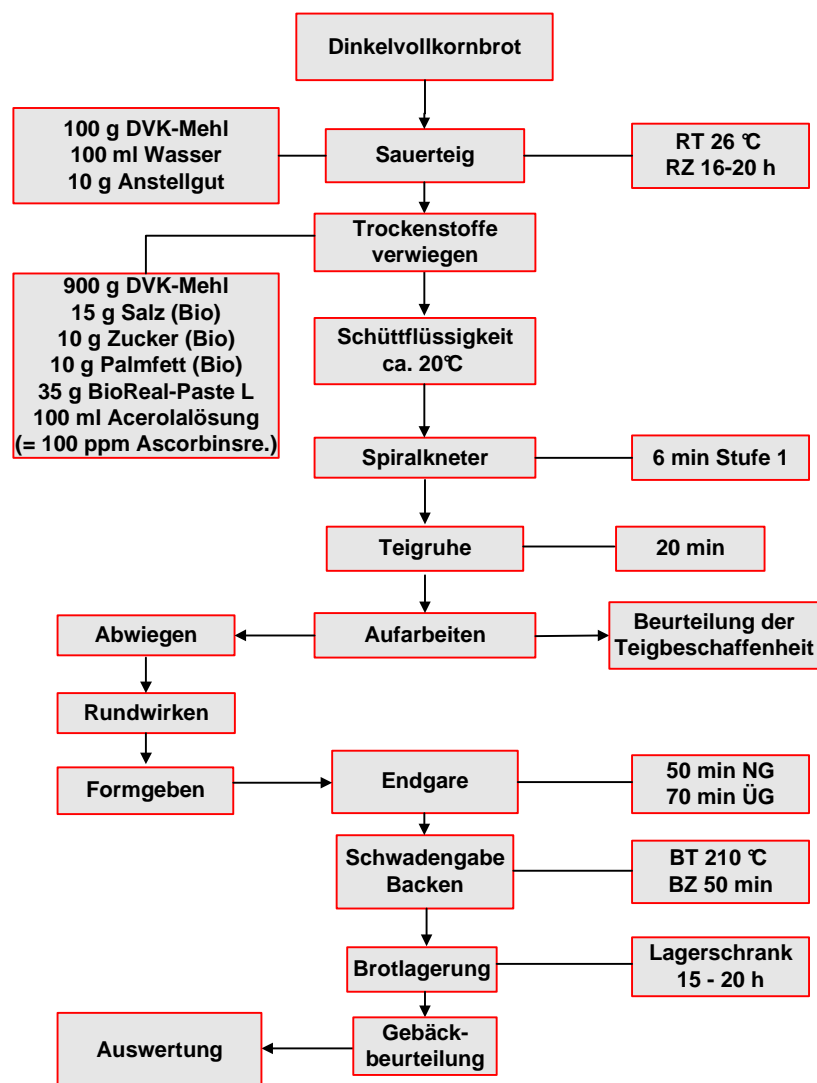 Dinkelvollkornbrot
100 g DVK-Mehl
100 ml Wasser
10 g Anstellgut
Sauerteig
RT 26 °C
RZ 16-20 h
Trockenstoffe
verwiegen
900 g DVK-Mehl
15 g Salz (Bio)
10 g Zucker (Bio)
10 g Palmfett (Bio)
35 g BioReal-Paste L
100 ml Acerolalösung
(= 100 ppm Ascorbinsre.)
Schüttflüssigkeit
ca. 20°C
Spiralkneter
6 min Stufe 1
Teigruhe
20 min
Abwiegen
Aufarbeiten
Beurteilung der
Teigbeschaffenheit
Rundwirken
Formgeben
Endgare
50 min NG
70 min ÜG
Schwadengabe
Backen
BT 210 °C
BZ 50 min
Brotlagerung
Lagerschrank
15 - 20 h
Gebäck-
beurteilung
Auswertung